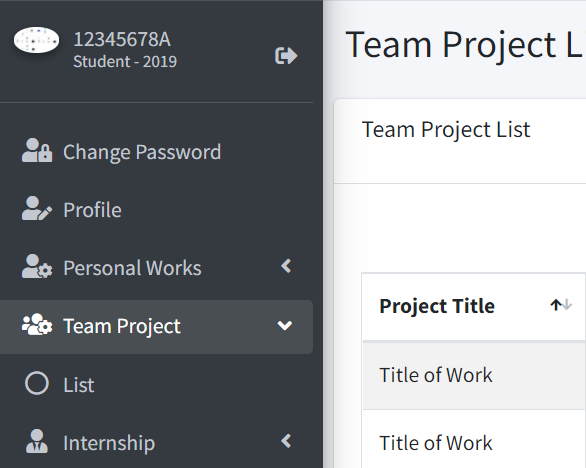 12345678A
Student - 2019
Change Password
Profile
Personal Works
Team Project
List
Internship
Team Project L
Team Project List
Project Title
Title of Work
Title of Work